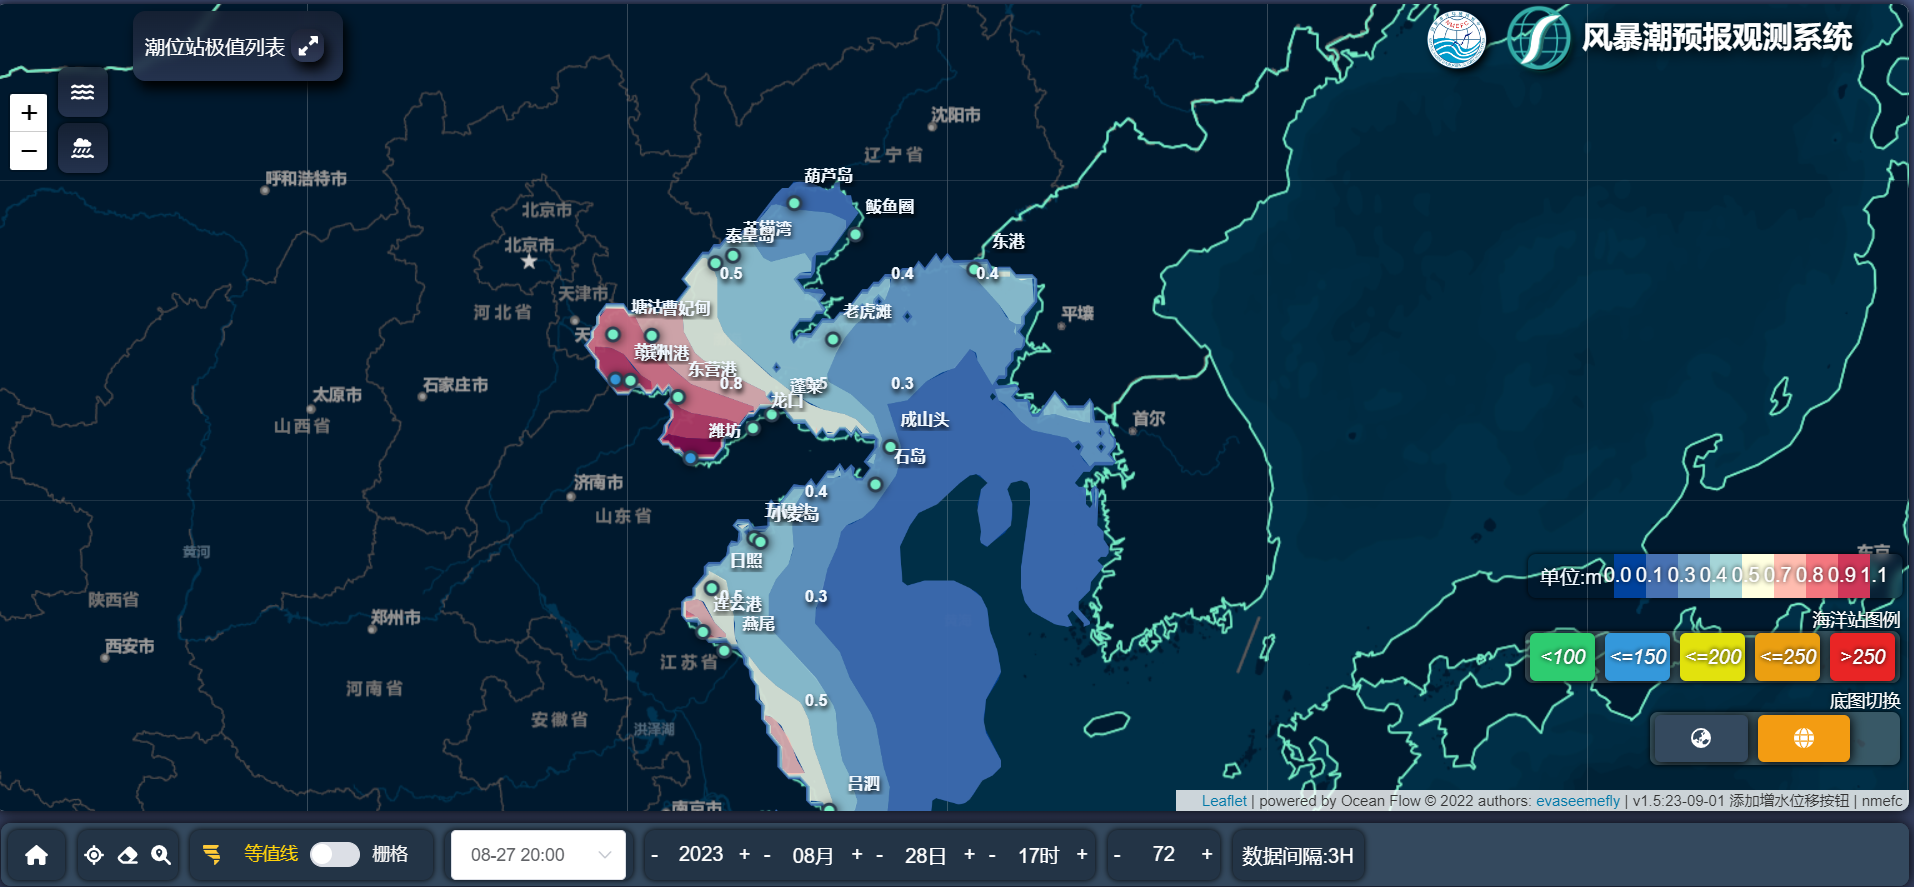 潮位站极值列表
风暴潮预报观测系统
+
−
沈阳市
辽宁省
呼和浩特市
葫芦岛
鲅鱼圈
北京市
秦皇岛
东港
北京市
0.5
0.4
0.4
天津市
河北省
塘沽
曹妃甸
老虎滩
平壤
滨州港
东营港
0.8
蓬莱
0.3
石家庄市
太原市
龙口
成山头
首尔
山西省
潍坊
石岛
济南市
0.4
山东省
小麦岛
黄河
日照
东京
单位:m 0.0 0.1 0.3 0.4 0.5 0.7 0.8 0.9 1.1
陕西省
0.5
连云港
0.3
郑州市
燕尾
海洋站图例
<100 <=150 <=200 <=250 >250
西安市
江苏省
河南省
0.5
底图切换
安徽省
洪泽湖
吕泗
南京市
Leaflet | powered by Ocean Flow © 2022 authors: evaseemefly | v1.5:23-09-01 添加增水位移按钮 | nmefc
等值线 栅格 08-27 20:00 - 2023 + - 08月 + - 28日 + - 17时 + - 72 + 数据间隔:3H